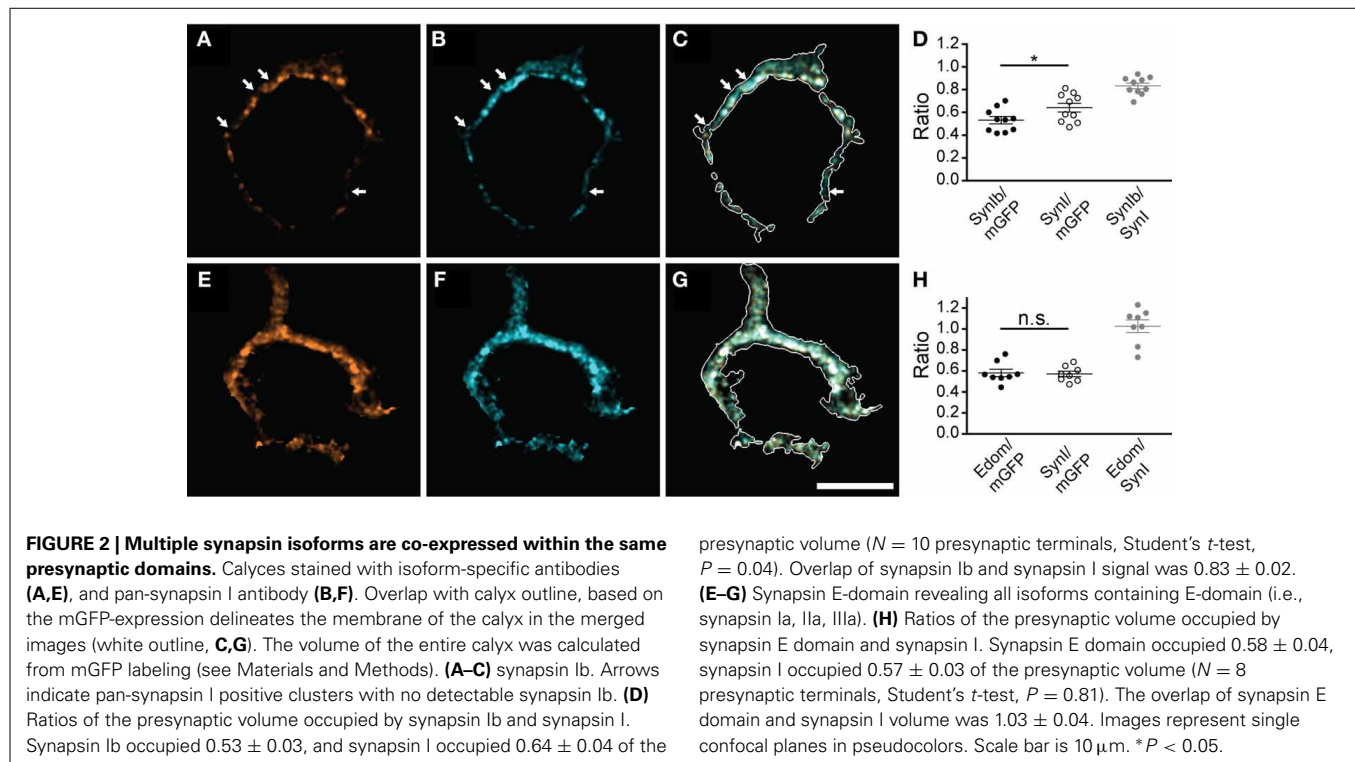 A
B
C
D
*
Ratio
1.2
1.0
0.8
0.6
0.4
0.2
0.0
SynIb/
mGFP
SynI/
mGFP
SynIb/
SynI
E
F
G
H
n.s.
Ratio
1.2
1.0
0.8
0.6
0.4
0.2
0.0
Edom/
mGFP
SynI/
mGFP
Edom/
SynI
FIGURE 2 | Multiple synapsin isoforms are co-expressed within the same
presynaptic domains. Calyces stained with isoform-specific antibodies
(A,E), and pan-synapsin I antibody (B,F). Overlap with calyx outline, based on
the mGFP-expression delineates the membrane of the calyx in the merged
images (white outline, C,G). The volume of the entire calyx was calculated
from mGFP labeling (see Materials and Methods). (A–C) synapsin Ib. Arrows
indicate pan-synapsin I positive clusters with no detectable synapsin Ib. (D)
Ratios of the presynaptic volume occupied by synapsin Ib and synapsin I.
Synapsin Ib occupied 0.53 ± 0.03, and synapsin I occupied 0.64 ± 0.04 of the
presynaptic volume (N = 10 presynaptic terminals, Student's t-test,
P = 0.04). Overlap of synapsin Ib and synapsin I signal was 0.83 ± 0.02.
(E–G) Synapsin E-domain revealing all isoforms containing E-domain (i.e.,
synapsin Ia, IIa, IIIa). (H) Ratios of the presynaptic volume occupied by
synapsin E domain and synapsin I. Synapsin E domain occupied 0.58 ± 0.04,
synapsin I occupied 0.57 ± 0.03 of the presynaptic volume (N = 8
presynaptic terminals, Student's t-test, P = 0.81). The overlap of synapsin E
domain and synapsin I volume was 1.03 ± 0.04. Images represent single
confocal planes in pseudocolors. Scale bar is 10 μm. *P < 0.05.